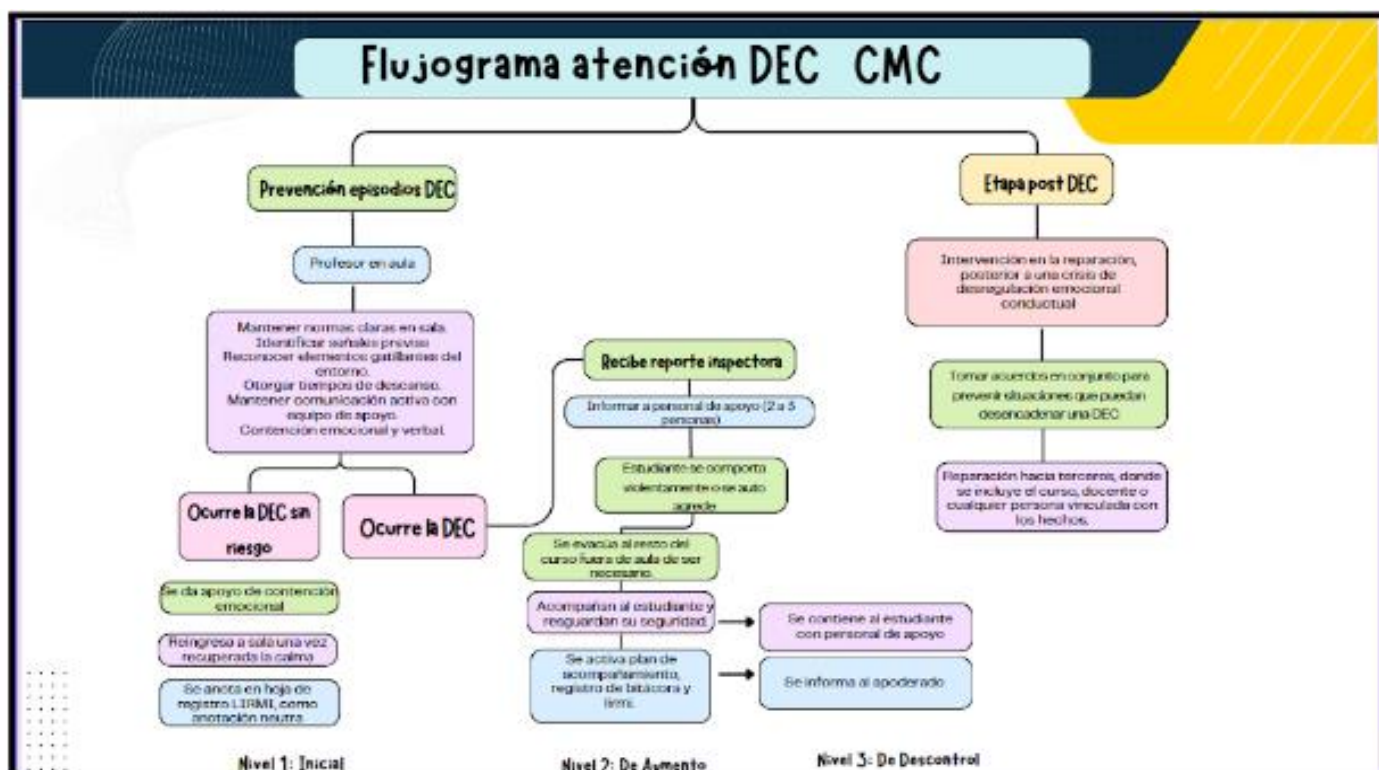 Flujograma atención DEC CMC
Prevención episodios DEC
Profesor en aula
Mantener normas claras en sala.
Identificar señales previas
Reconocer elementos gatillantes del
entorno.
Otorgar tiempos de descanso.
Mantener comunicación activa con
equipo de apoyo.
Contención emocional y verbal.
Ocurre la DEC sin
riesgo
Se da apoyo de contención
emocional
Reingresa a sala una vez
recuperada la calma
Se anota en hoja de
registro LIRMI, como
anotación neutra
Nivel 1: Inicial
Ocurre la DEC
Recibe reporte inspectora
Informar a personal de apoyo (2 a 3
personas)
Estudiante se comporta
violentamente o se auto
agrede
Se evacúa al resto del
curso fuera de aula de ser
necesario.
Acompañan al estudiante y
resguardan su seguridad.
Se activa plan de
acompañamiento,
registro de bitácora y
lirmi.
Nivel 2: De Aumento
Se contiene al estudiante
con personal de apoyo
Se informa al apoderado
Nivel 3: De Descontrol
Etapa post DEC
Intervención en la reparación,
posterior a una crisis de
desregulación emocional
conductual
Tomar acuerdos en conjunto para
prevenir situaciones que puedan
desencadenar una DEC
Reparación hacia terceros, donde
se incluye el curso, docente o
cualquier persona vinculada con
los hechos.